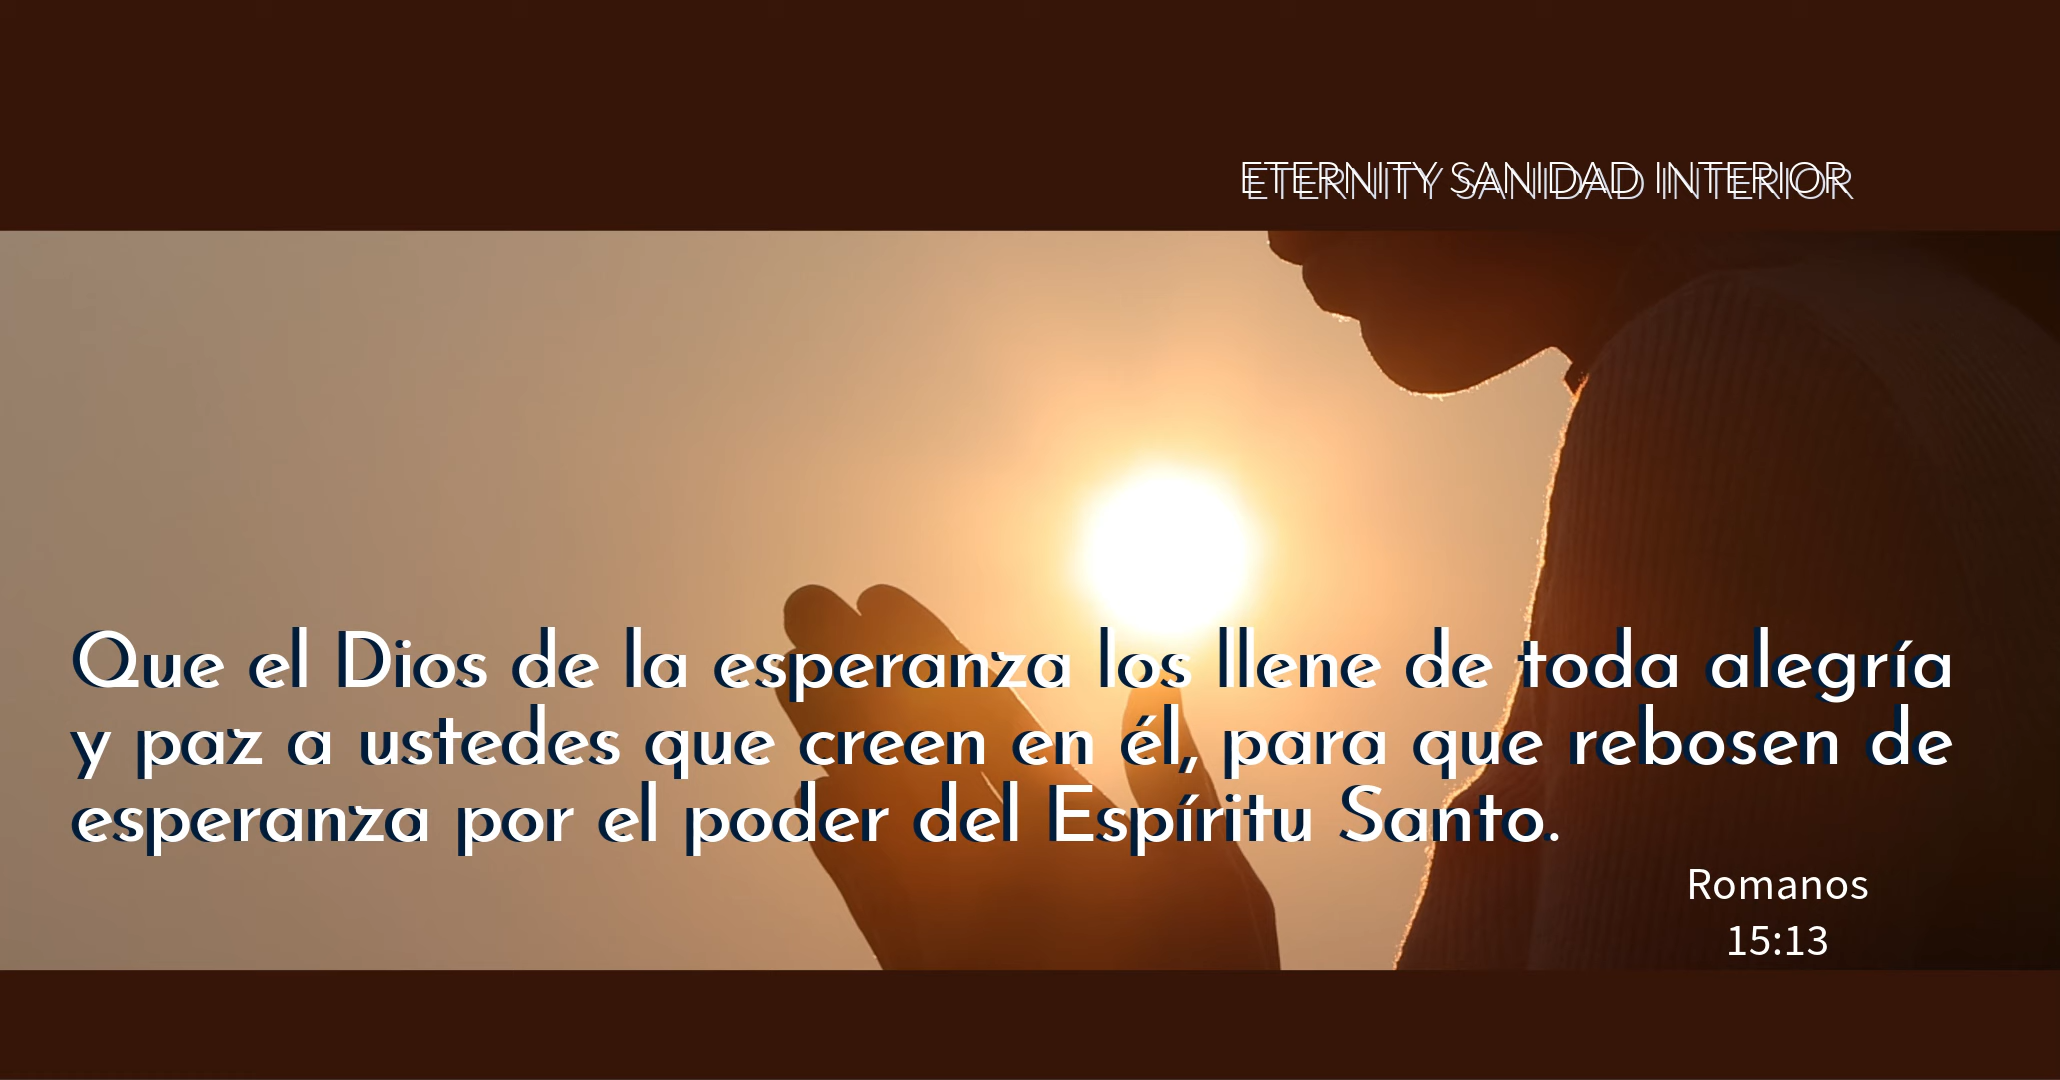 ETERNITY SANIDAD INTERIOR
Que el Dios de la esperanza los llene de toda alegría
y paz a ustedes que creen en él, para que rebosen de
esperanza por el poder del Espíritu Santo.
Romanos
15:13